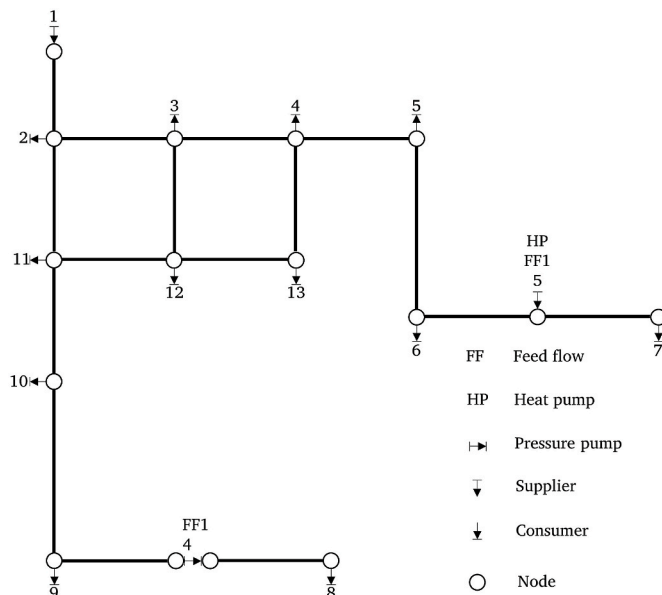 1
3
4
5
2
11
12
13
HP
FF1
5
6
7
10
FF1
4
9
8
FF Feed flow
HP Heat pump
Pressure pump
Supplier
Consumer
Node